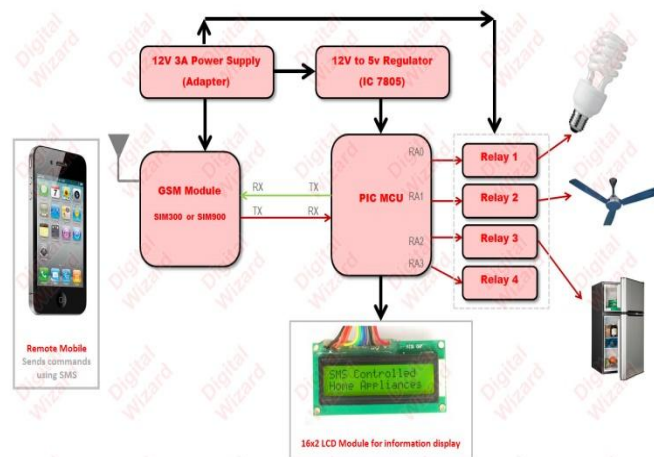 12V 3A Power Supply
(Adapter)
12V to 5v Regulator
(IC 7805)
GSM Module
SIM300 or SIM900
RX
TX
TX
RX
PIC MCU
RA0
RA1
RA2
RA3
Relay 1
Relay 2
Relay 3
Relay 4
Remote Mobile
Sends commands
using SMS
SMS Controlled
Home Appliances
16x2 LCD Module for information display
Digital
Wizard